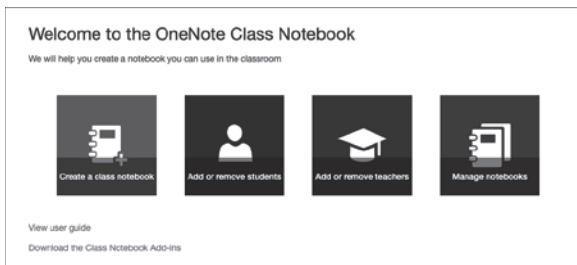 Welcome to the OneNote Class Notebook
We will help you create a notebook you can use in the classroom
Create a class notebook
Add or remove students
Add or remove teachers
Manage notebooks
View user guide
Download the Class Notebook Add-ins